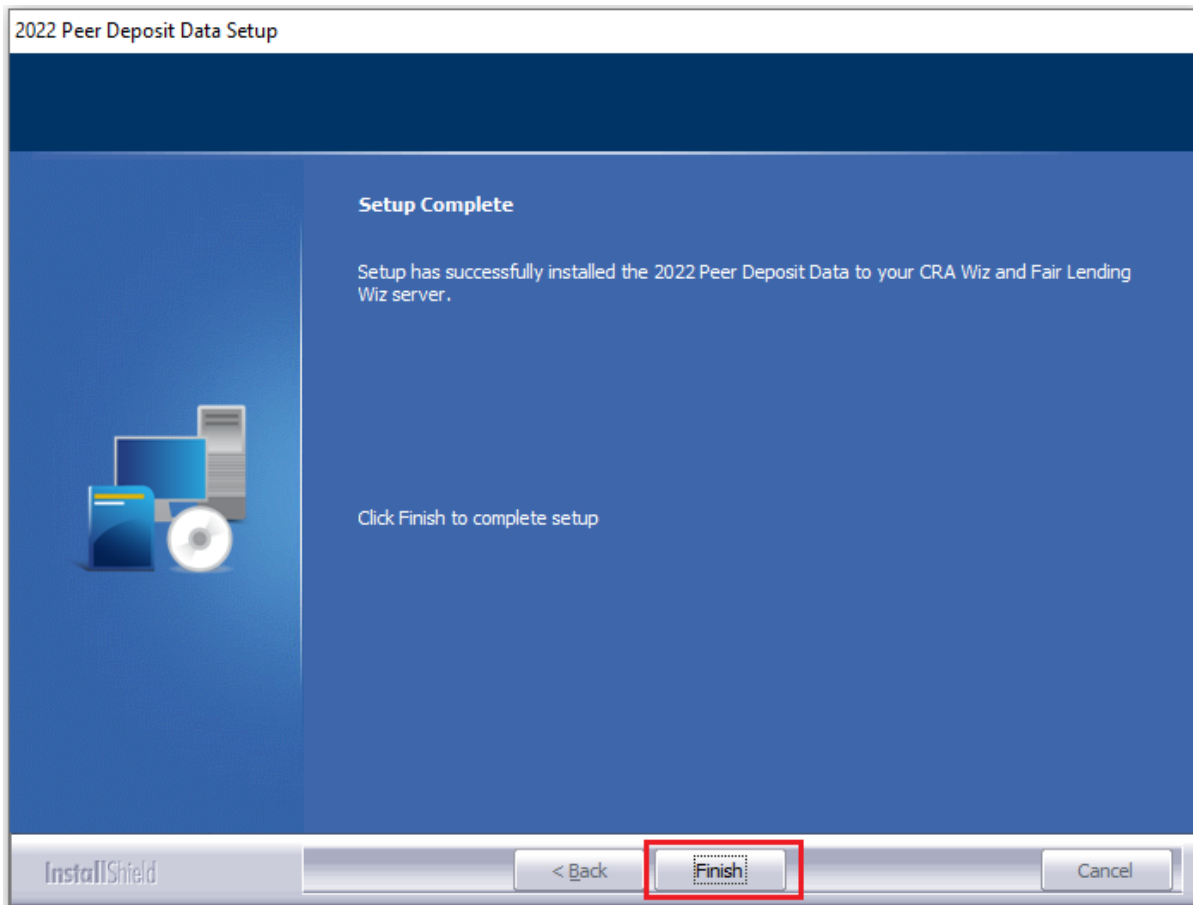 2022 Peer Deposit Data Setup
Setup Complete
Setup has successfully installed the 2022 Peer Deposit Data to your CRA Wiz and Fair Lending
Wiz server.
Click Finish to complete setup
InstallShield
< Back
Finish
Cancel